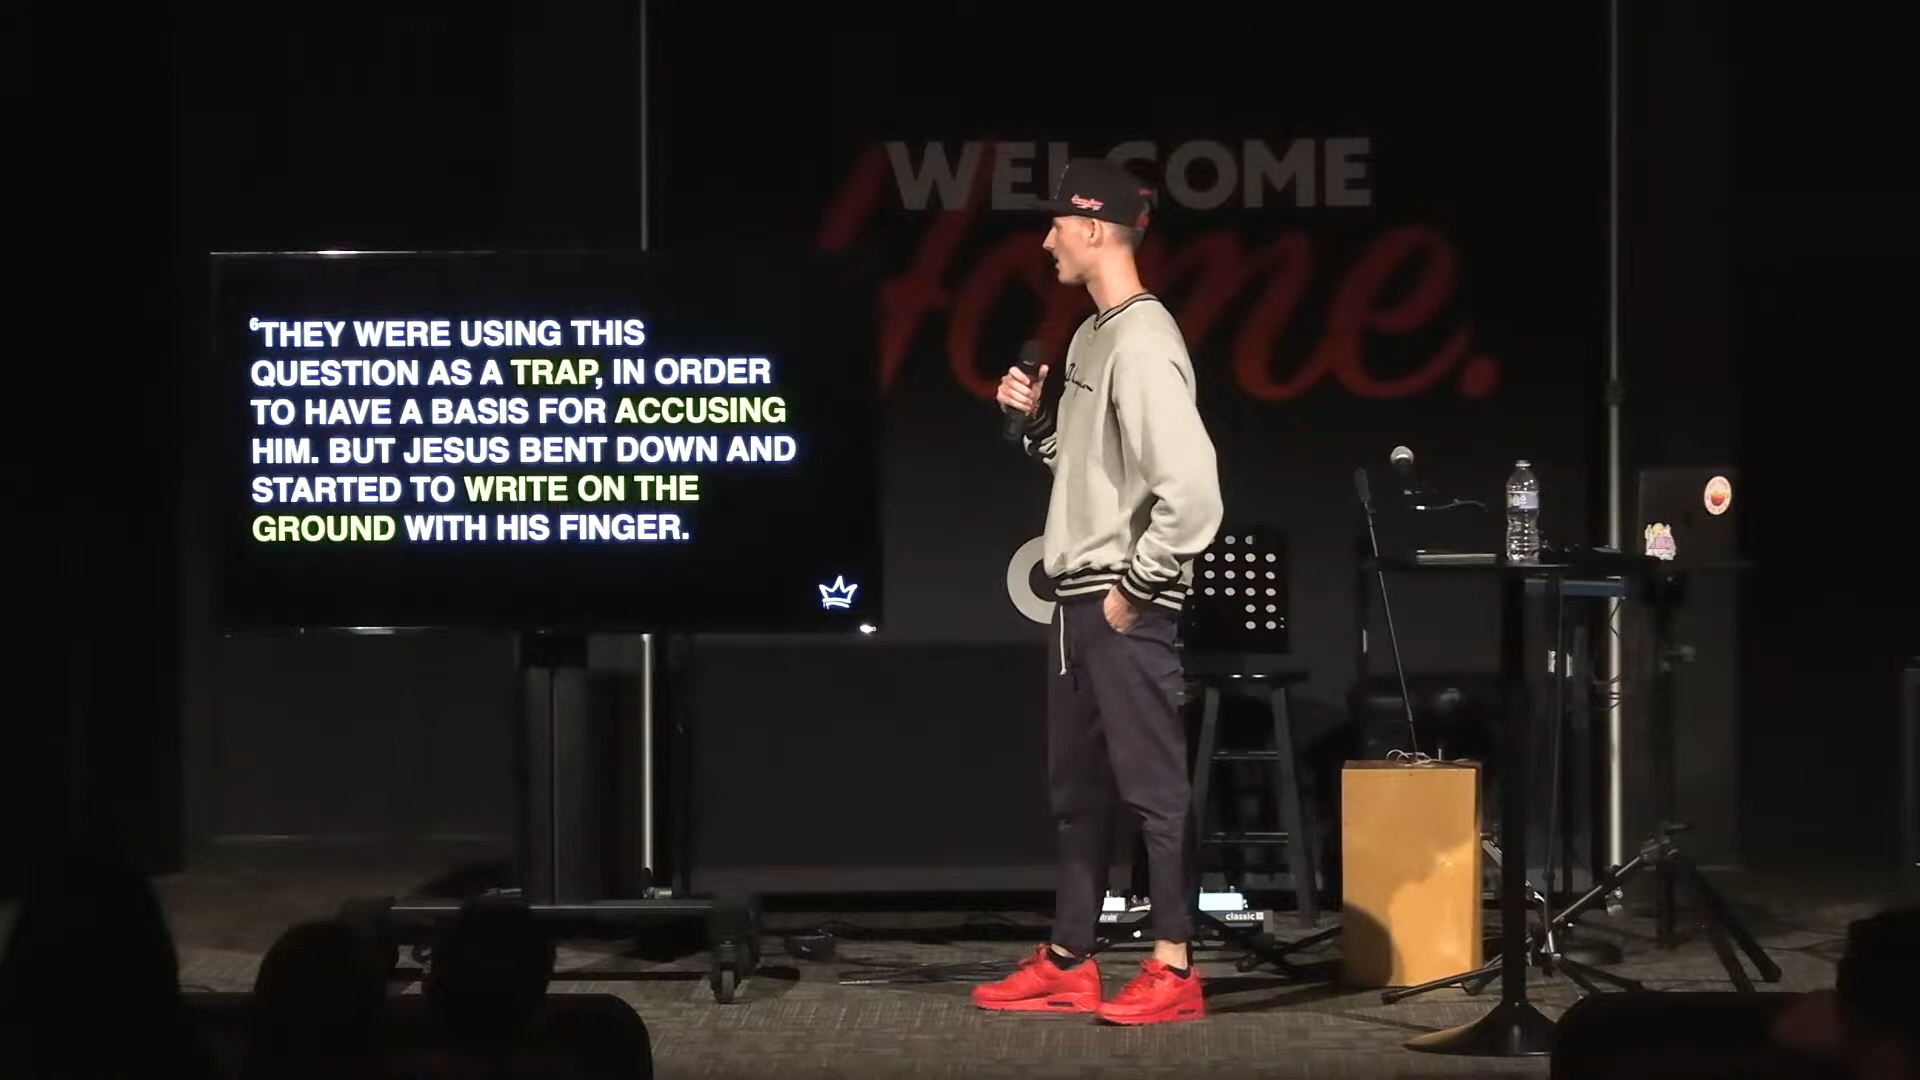 WELCOME
Home.
⁶THEY WERE USING THIS
QUESTION AS A TRAP, IN ORDER
TO HAVE A BASIS FOR ACCUSING
HIM. BUT JESUS BENT DOWN AND
STARTED TO WRITE ON THE
GROUND WITH HIS FINGER.
classic